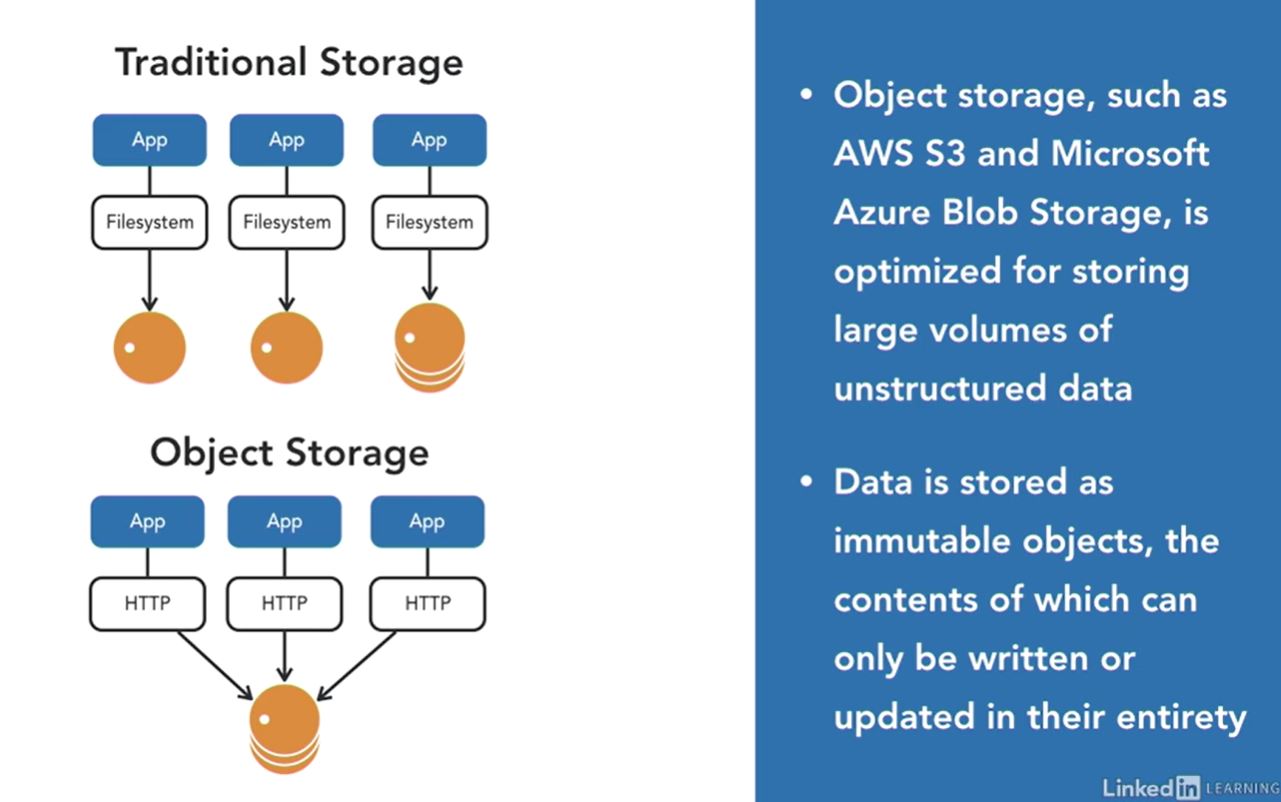 Traditional Storage
App App App
Filesystem Filesystem Filesystem
Object Storage
App App App
HTTP HTTP HTTP
• Object storage, such as
AWS S3 and Microsoft
Azure Blob Storage, is
optimized for storing
large volumes of
unstructured data
• Data is stored as
immutable objects, the
contents of which can
only be written or
updated in their entirety
Linked in LEARNING